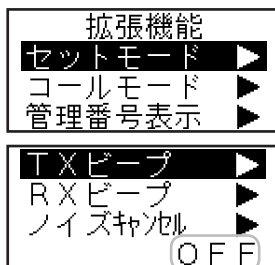 拡張機能
セットモード ▶
コールモード ▶
管理番号表示 ▶
TXビープ ▶
RXビープ ▶
ノイズｷｬﾝｾﾙ ▶
OFF